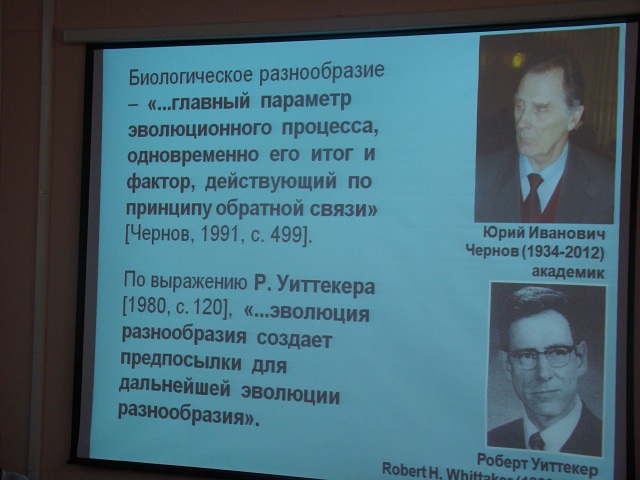 Биологическое разнообразие
– «...главный параметр
эволюционного процесса,
одновременно его итог и
фактор, действующий по
принципу обратной связи»
[Чернов, 1991, с. 499].
По выражению Р. Уиттекера
[1980, с. 120], «...эволюция
разнообразия создает
предпосылки для
дальнейшей эволюции
разнообразия».
Юрий Иванович
Чернов (1934-2012)
академик
Роберт Уиттекер
Robert H. Whittaker